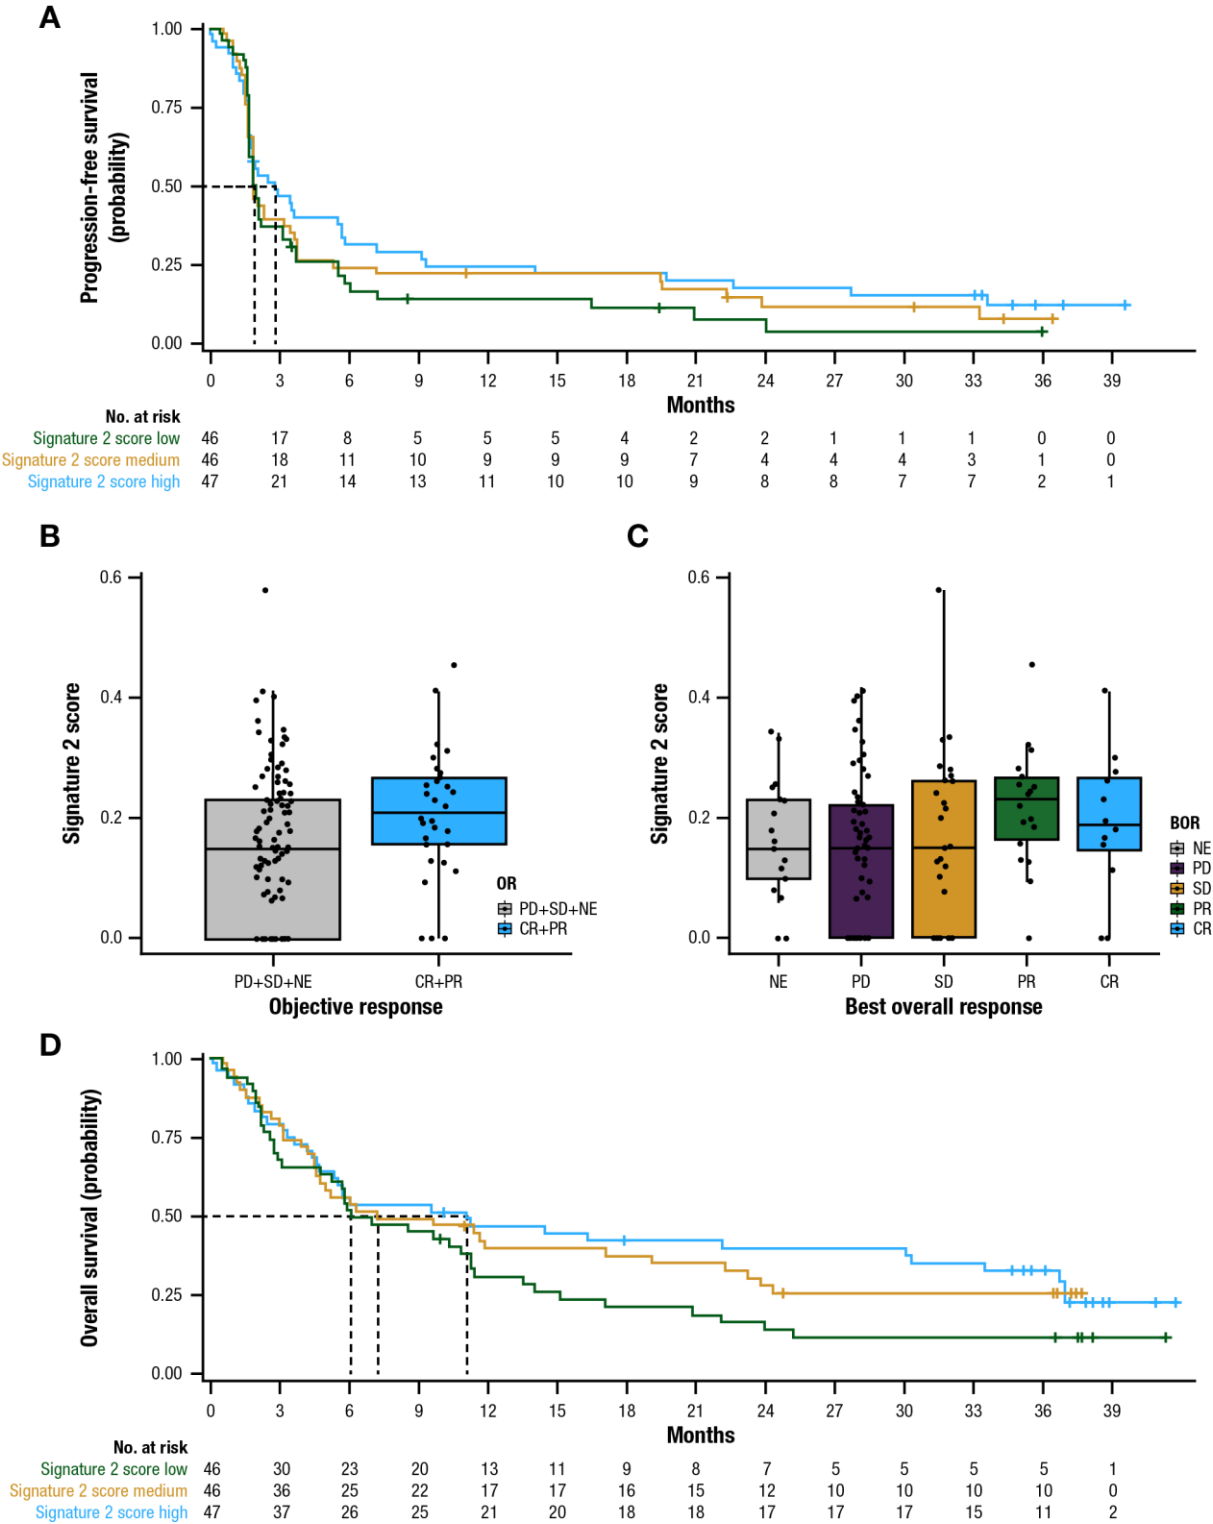 A
Progression-free survival
(probability)
1.00
0.75
0.50
0.25
0.00
0 3 6 9 12 15 18 21 24 27 30 33 36 39
Months
No. at risk
Signature 2 score low 46 17 8 5 5 5 4 2 2 1 1 1 0 0
Signature 2 score medium 46 18 11 10 9 9 9 7 4 4 4 3 1 0
Signature 2 score high 47 21 14 13 11 10 10 9 8 8 7 7 2 1
B
Signature 2 score
0.6
0.4
0.2
0.0
PD+SD+NE CR+PR
Objective response
OR
PD+SD+NE
CR+PR
C
Signature 2 score
0.6
0.4
0.2
0.0
NE PD SD PR CR
Best overall response
BOR
NE
PD
SD
PR
CR
D
Overall survival (probability)
1.00
0.75
0.50
0.25
0.00
0 3 6 9 12 15 18 21 24 27 30 33 36 39
Months
No. at risk
Signature 2 score low 46 30 23 20 13 11 9 8 7 5 5 5 5 1
Signature 2 score medium 46 36 25 22 17 17 16 15 12 10 10 10 10 0
Signature 2 score high 47 37 26 25 21 20 18 18 17 17 17 15 11 2